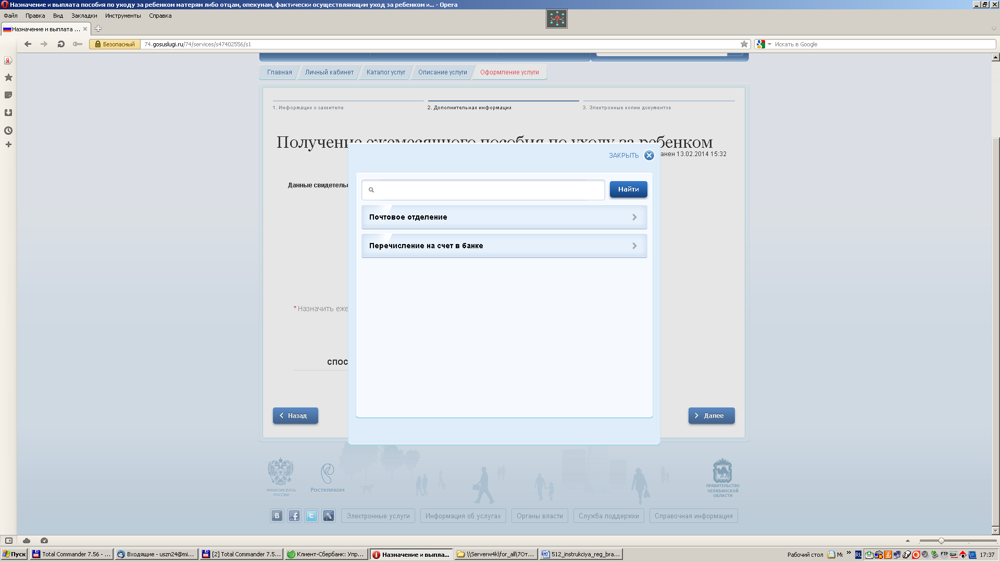 Назначение и выплата пособия по уходу за ребенком матерям либо отцам, опекунам, фактически осуществляющим уход за ребенком и... - Opera
Файл Правка Вид Закладки Инструменты Справка
Назначение и выплата ...
Безопасный 74.gosuslugi.ru/74/services/s47402556/s1 Искать в Google
Главная Личный кабинет Каталог услуг Описание услуги Оформление услуги
1. Информация о заявителе 2. Дополнительная информация 3. Электронные копии документов
Получение ежемесячного пособия по уходу за ребенком
ЗАКРЫТЬ анен 13.02.2014 15:32
Данные свидетель
Найти
Почтовое отделение
Перечисление на счет в банке
* Назначить еже
СПОС
Назад Далее
МИНКОМСВЯЗЬ РОССИИ
Ростелеком
ПРАВИТЕЛЬСТВО ЧЕЛЯБИНСКОЙ ОБЛАСТИ
Электронные услуги Информация об услугах Органы власти Служба поддержки Справочная информация
Пуск Total Commander 7.56 - ... Входящие - uszn24@mi... [2] Total Commander 7.5... Клиент-Сбербанк: Упр... Назначение и выпла... \\Serverw4k\for_all\7От... 512_instrukciya_reg_bra... Рабочий стол RU FTP 17:37